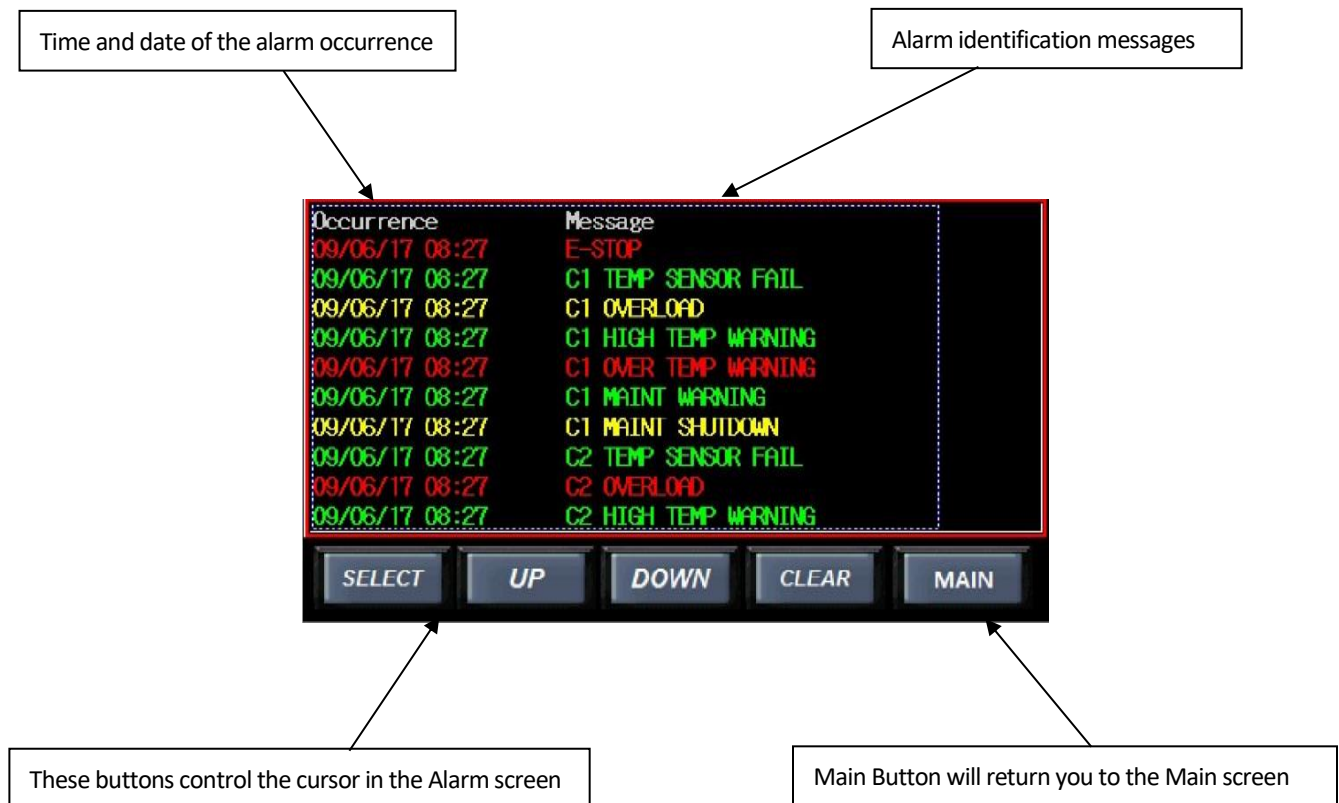 Time and date of the alarm occurrence
Alarm identification messages
Occurrence Message
09/06/17 08:27 E-STOP
09/06/17 08:27 C1 TEMP SENSOR FAIL
09/06/17 08:27 C1 OVERLOAD
09/06/17 08:27 C1 HIGH TEMP WARNING
09/06/17 08:27 C1 OVER TEMP WARNING
09/06/17 08:27 C1 MAINT WARNING
09/06/17 08:27 C1 MAINT SHUTDOWN
09/06/17 08:27 C2 TEMP SENSOR FAIL
09/06/17 08:27 C2 OVERLOAD
09/06/17 08:27 C2 HIGH TEMP WARNING
SELECT UP DOWN CLEAR MAIN
These buttons control the cursor in the Alarm screen
Main Button will return you to the Main screen